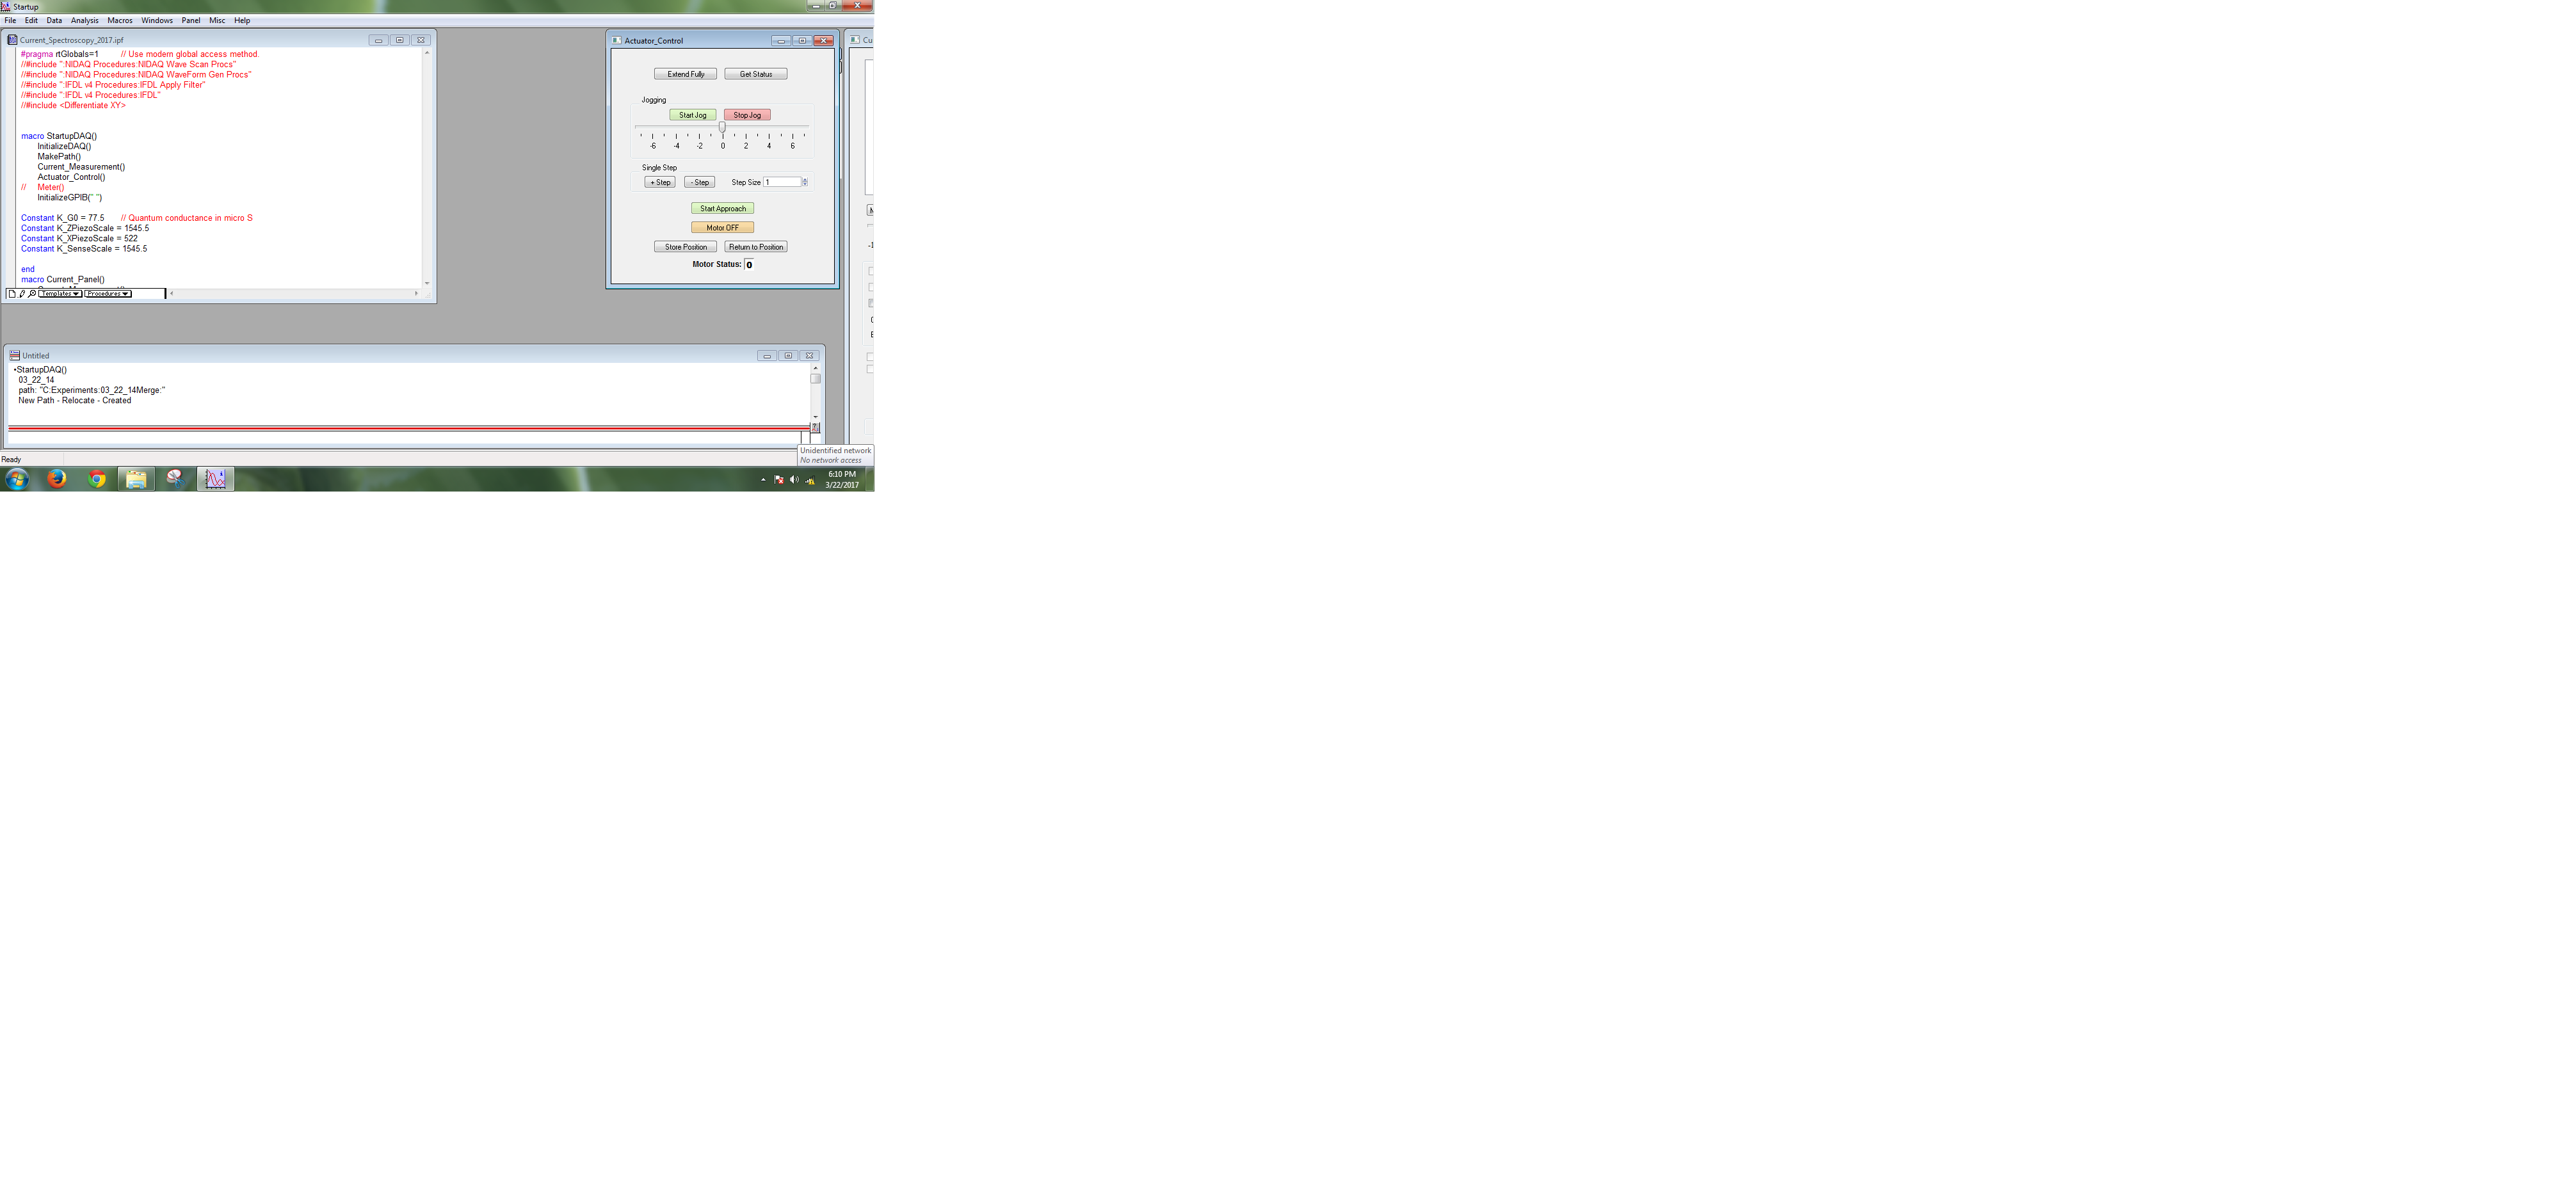 Startup
File Edit Data Analysis Macros Windows Panel Misc Help
Current_Spectroscopy_2017.ipf
#pragma rtGlobals=1 // Use modern global access method.
//#include ":NIDAQ Procedures:NIDAQ Wave Scan Procs"
//#include ":NIDAQ Procedures:NIDAQ WaveForm Gen Procs"
//#include ":IFDL v4 Procedures:IFDL Apply Filter"
//#include ":IFDL v4 Procedures:IFDL"
//#include <Differentiate XY>
macro StartupDAQ()
InitializeDAQ()
MakePath()
Current_Measurement()
Actuator_Control()
// Meter()
InitializeGPIB(" ")
Constant K_G0 = 77.5 // Quantum conductance in micro S
Constant K_ZPiezoScale = 1545.5
Constant K_XPiezoScale = 522
Constant K_SenseScale = 1545.5
end
macro Current_Panel()
Templates Procedures
Actuator_Control
Extend Fully Get Status
Jogging
Start Jog Stop Jog
-6 -4 -2 0 2 4 6
Single Step
+ Step - Step Step Size 1
Start Approach
Motor OFF
Store Position Return to Position
Motor Status: 0
Cu
-1
Untitled
•StartupDAQ()
03_22_14
path: "C:Experiments:03_22_14Merge:"
New Path - Relocate - Created
Unidentified network
No network access
Ready
6:10 PM
3/22/2017